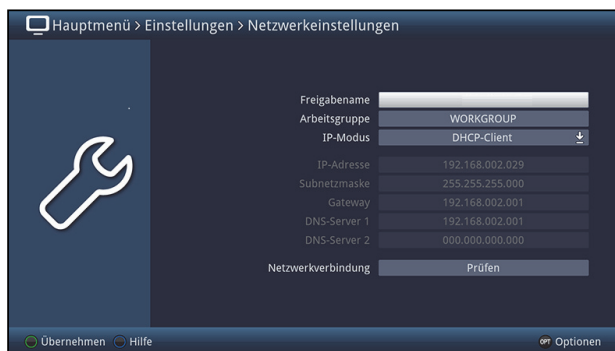 Hauptmenü > Einstellungen > Netzwerkeinstellungen
Freigabename
Arbeitsgruppe WORKGROUP
IP-Modus DHCP-Client
IP-Adresse 192.168.002.029
Subnetzmaske 255.255.255.000
Gateway 192.168.002.001
DNS-Server 1 192.168.002.001
DNS-Server 2 000.000.000.000
Netzwerkverbindung Prüfen
Übernehmen Hilfe OPT Optionen